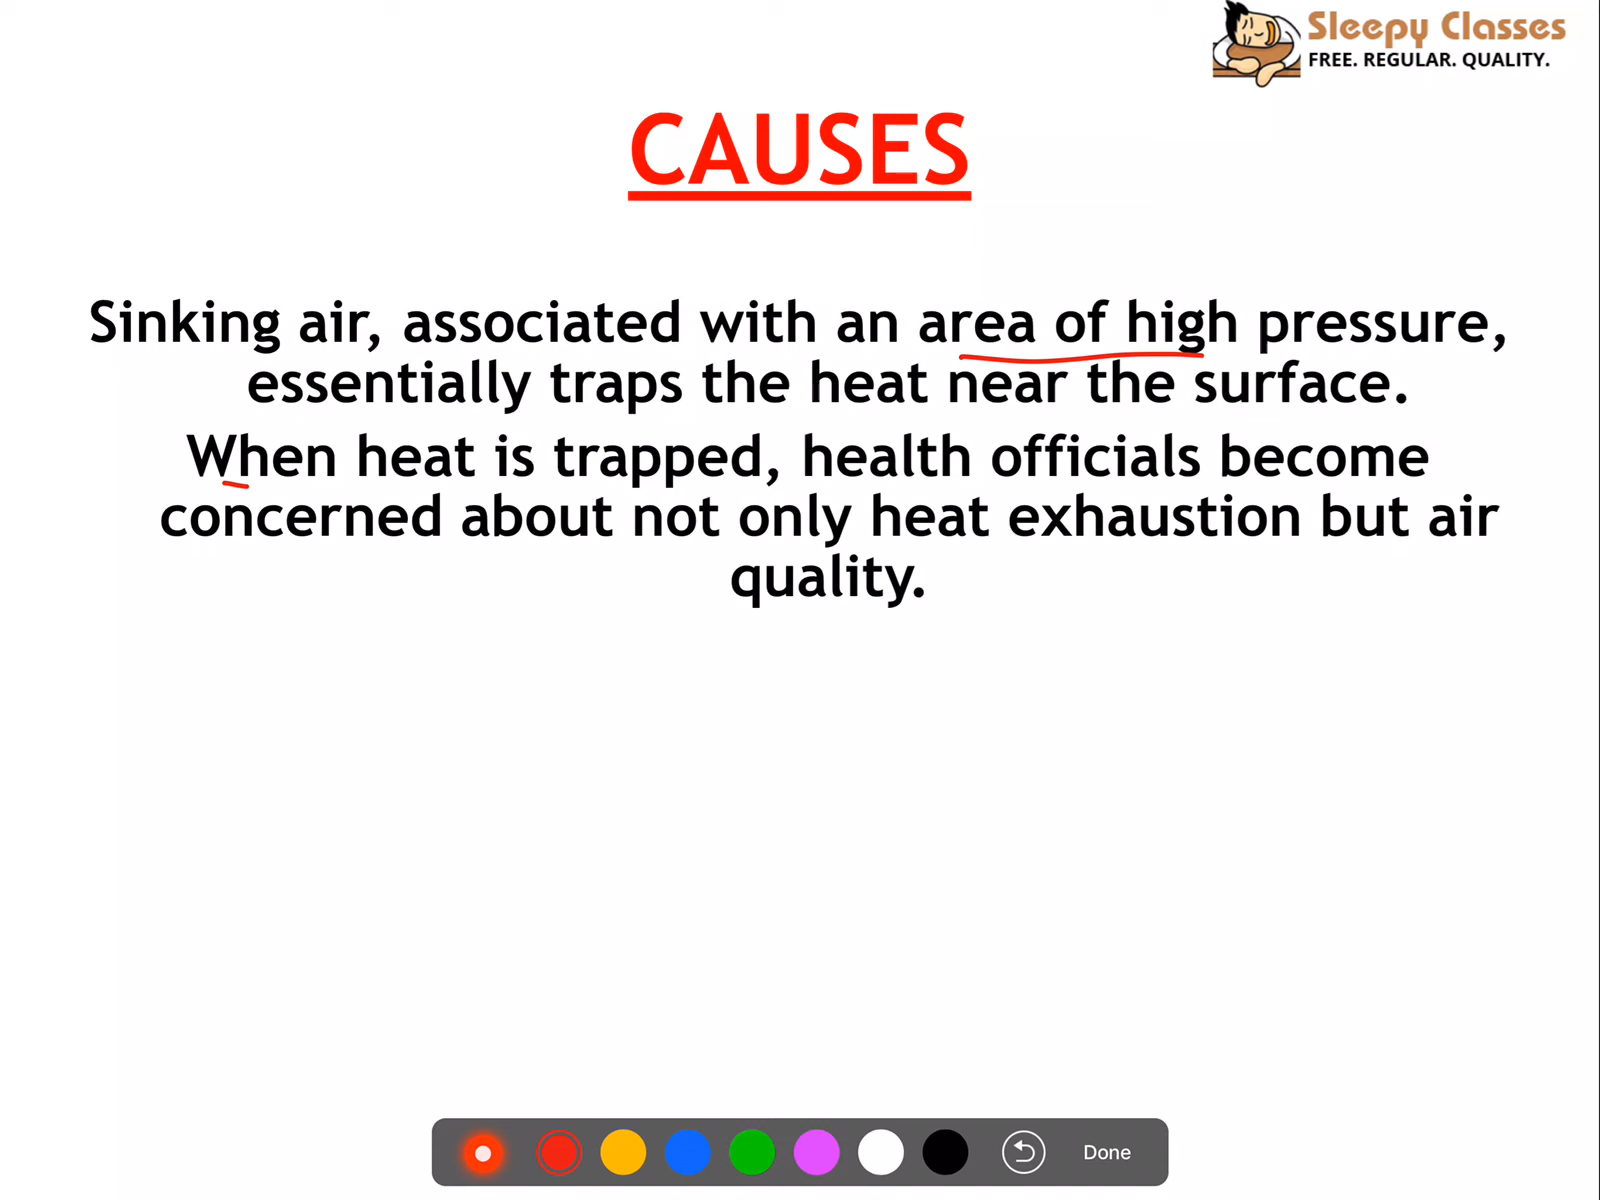 Sleepy Classes
FREE. REGULAR. QUALITY.
CAUSES
Sinking air, associated with an area of high pressure,
essentially traps the heat near the surface.
When heat is trapped, health officials become
concerned about not only heat exhaustion but air
quality.
Done